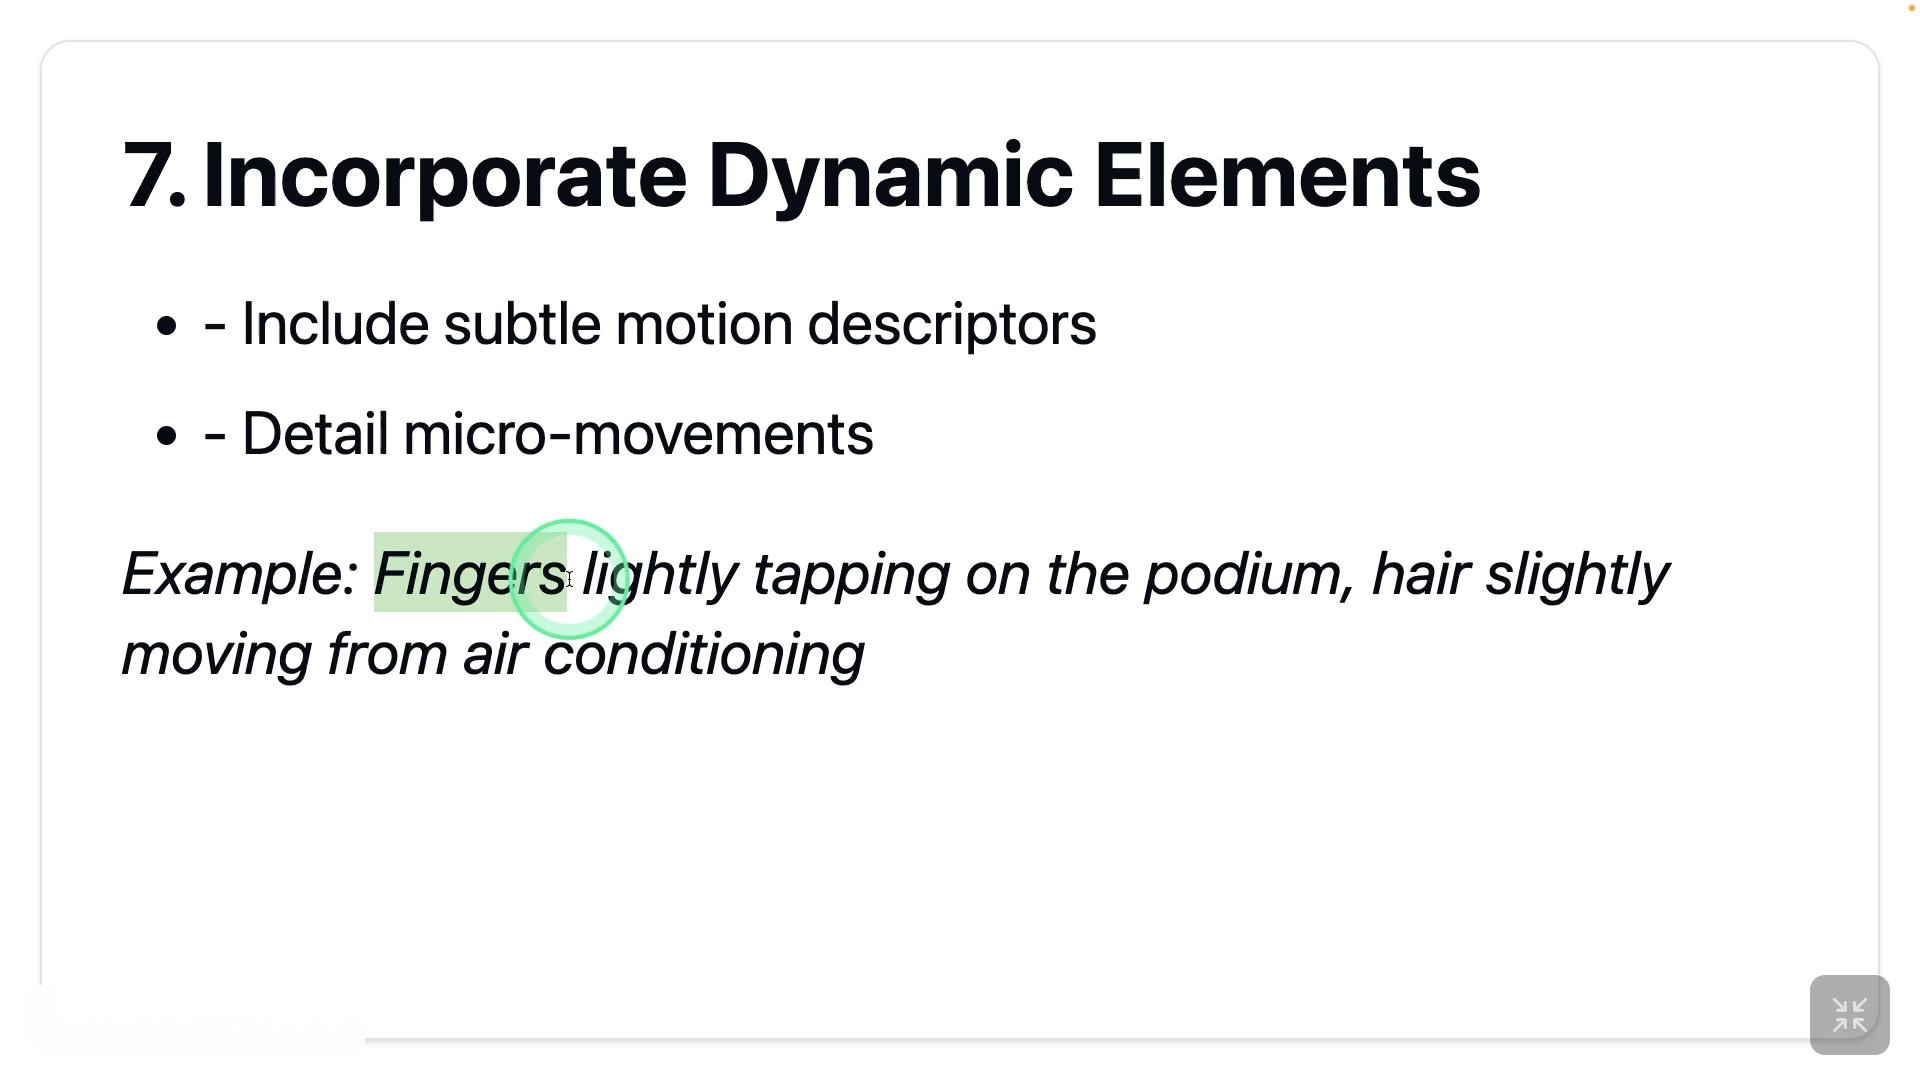 7. Incorporate Dynamic Elements
• - Include subtle motion descriptors
• - Detail micro-movements
Example: Fingers lightly tapping on the podium, hair slightly
moving from air conditioning